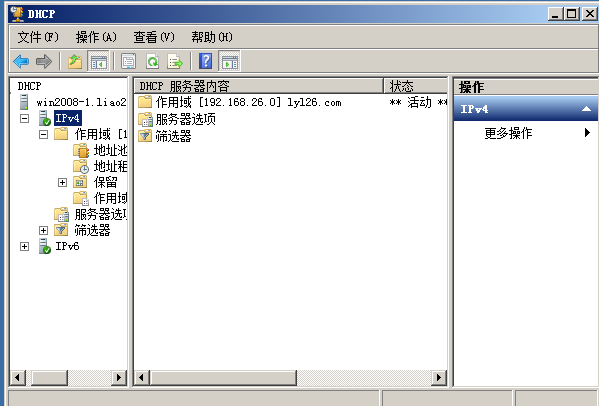 DHCP
文件(F) 操作(A) 查看(V) 帮助(H)
DHCP
win2008-1.liao2
IPv4
作用域 [1
地址池
地址租
保留
作用域
服务器选项
筛选器
IPv6
DHCP 服务器内容 状态
作用域 [192.168.26.0] lyl26.com ** 活动 **
服务器选项
筛选器
操作
IPv4
更多操作